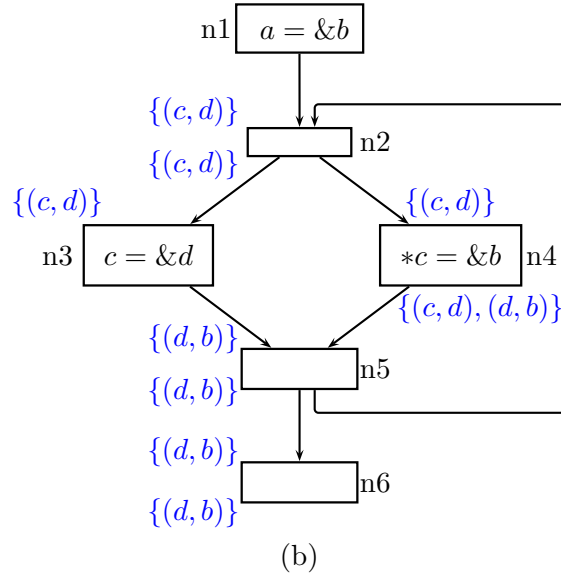 n1 a = &b
{(c, d)}
n2
{(c, d)}
{(c, d)} {(c, d)}
n3 c = &d *c = &b n4
{(c, d), (d, b)}
{(d, b)}
n5
{(d, b)}
{(d, b)}
n6
{(d, b)}
(b)